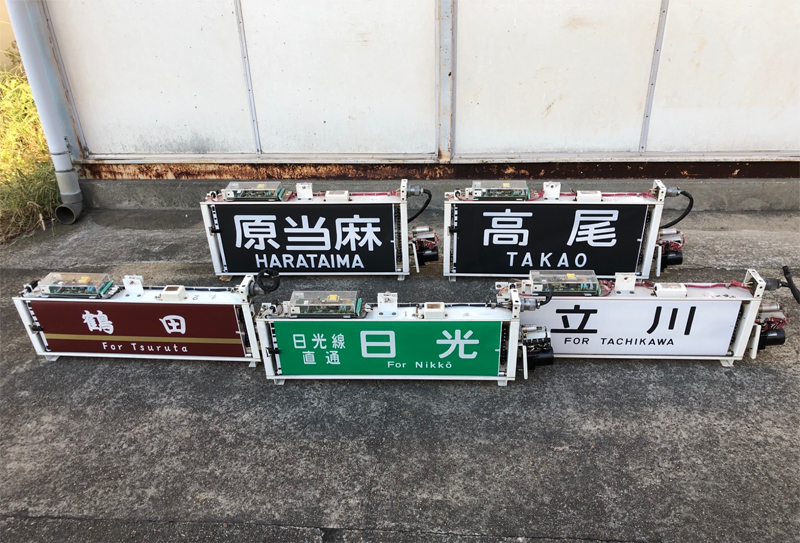 原当麻
HARATAIMA
高尾
TAKAO
鶴田
For Tsuruta
日光線
直通
日光
For Nikkō
立川
FOR TACHIKAWA